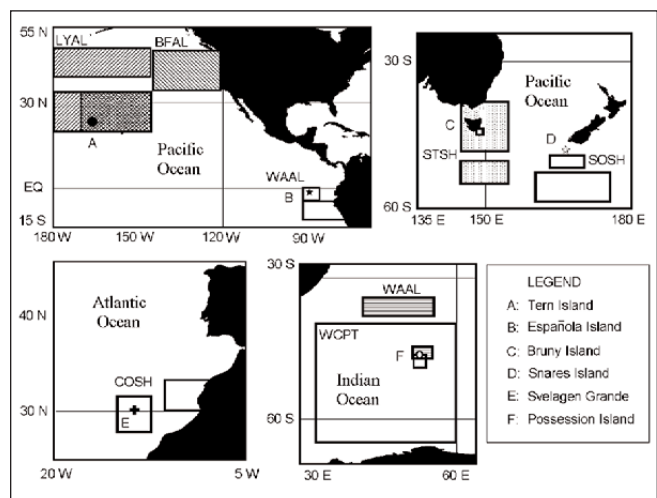 55 N
LYAL
BFAL
30 N
A
Pacific
Ocean
WAAL
EQ
B
15 S
180 W
150 W
120 W
90 W
30 S
Pacific
Ocean
C
D
STSH
SOSH
60 S
135 E
150 E
180 E
45 N
Atlantic
Ocean
COSH
30 N
E
20 W
5 W
30 S
WAAL
WCPT
F
Indian
Ocean
60 S
30 E
60 E
LEGEND
A: Tern Island
B: Española Island
C: Bruny Island
D: Snares Island
E: Svelagen Grande
F: Possession Island